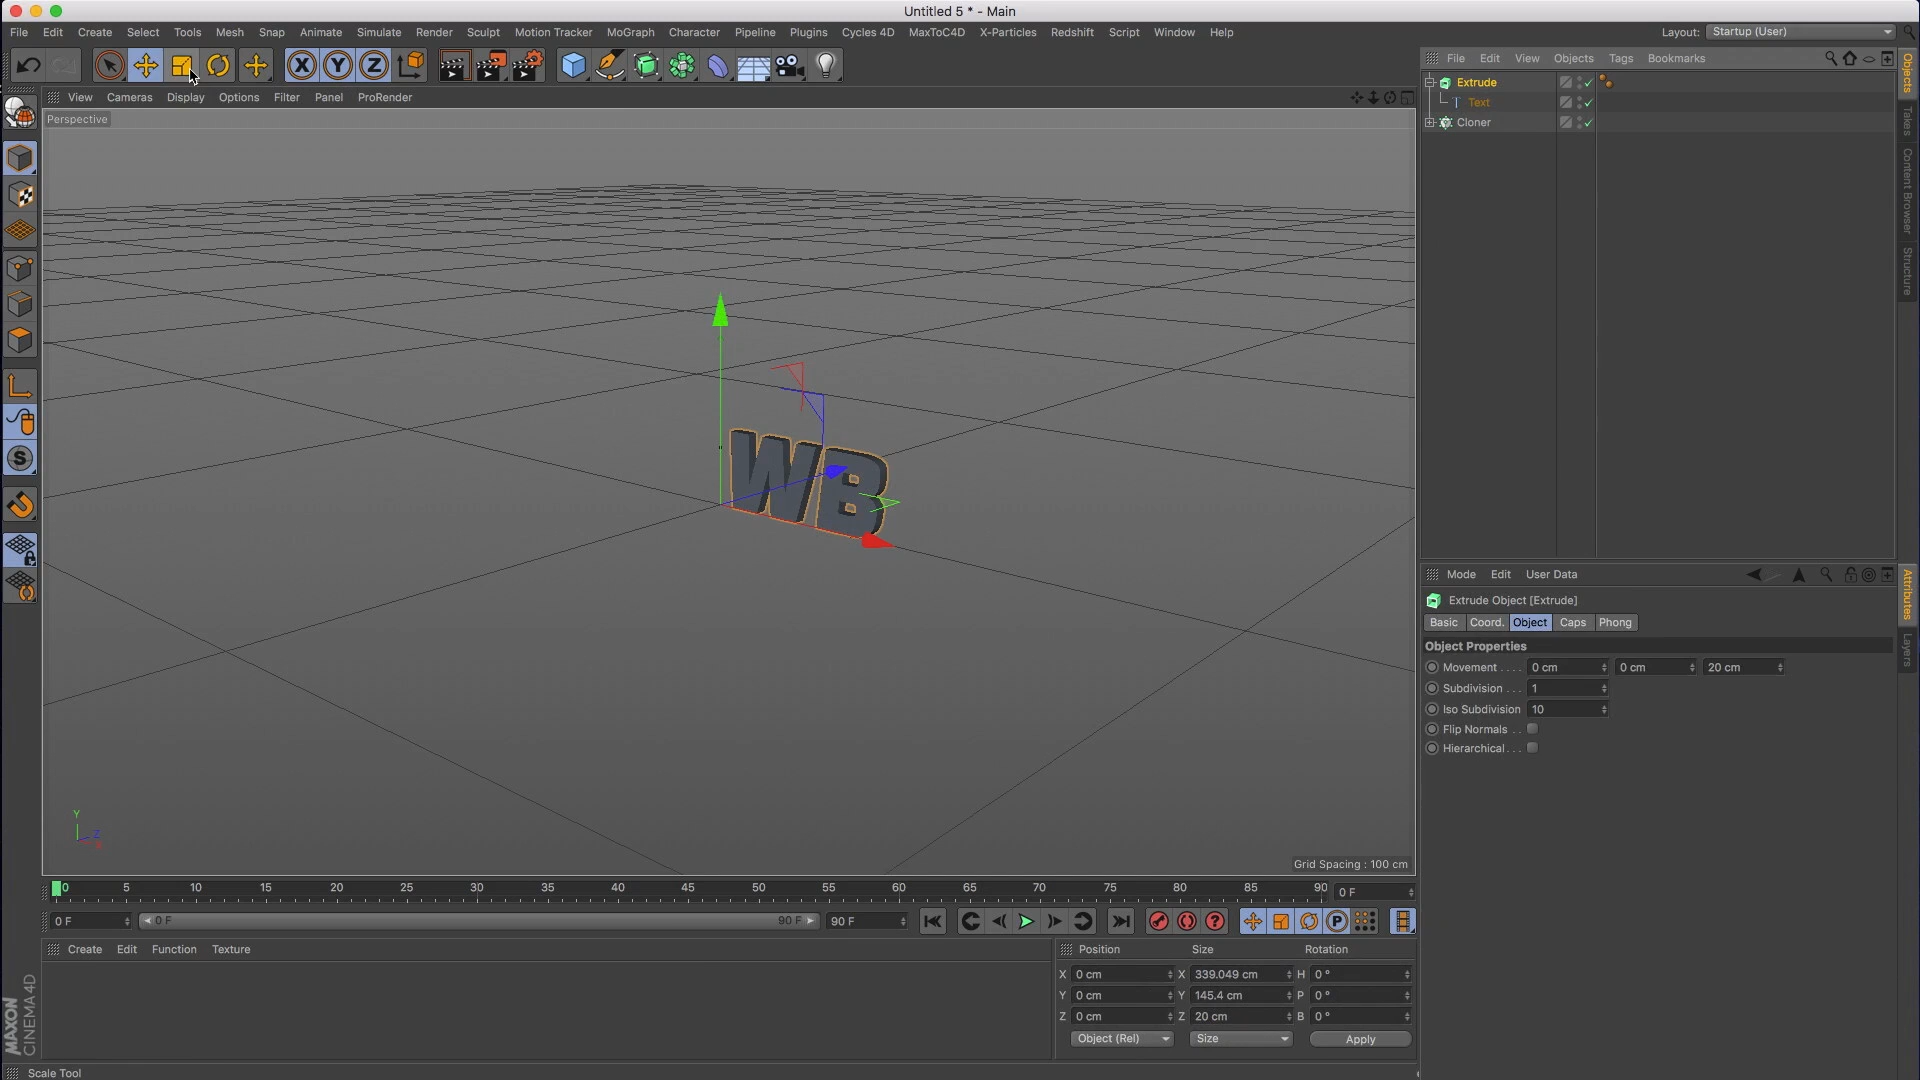 Untitled 5 * - Main
File Edit Create Select Tools Mesh Snap Animate Simulate Render Sculpt Motion Tracker MoGraph Character Pipeline Plugins Cycles 4D MaxToC4D X-Particles Redshift Script Window Help
Layout: Startup (User)
X Y Z
File Edit View Objects Tags Bookmarks
View Cameras Display Options Filter Panel ProRender
Perspective
Extrude
Text
Cloner
Objects
Takes
Content Browser
Structure
WB
S
Y
Z
X
Grid Spacing : 100 cm
Mode Edit User Data
Extrude Object [Extrude]
Basic Coord. Object Caps Phong
Object Properties
Movement . . . . 0 cm 0 cm 20 cm
Subdivision . . . 1
Iso Subdivision 10
Flip Normals . .
Hierarchical . . .
Attributes
Layers
0 5 10 15 20 25 30 35 40 45 50 55 60 65 70 75 80 85 90 0 F
0 F 0 F 90 F 90 F ? P
Create Edit Function Texture
Position Size Rotation
X 0 cm X 339.049 cm H 0 °
Y 0 cm Y 145.4 cm P 0 °
Z 0 cm Z 20 cm B 0 °
Object (Rel) Size Apply
MAXON
CINEMA 4D
Scale Tool